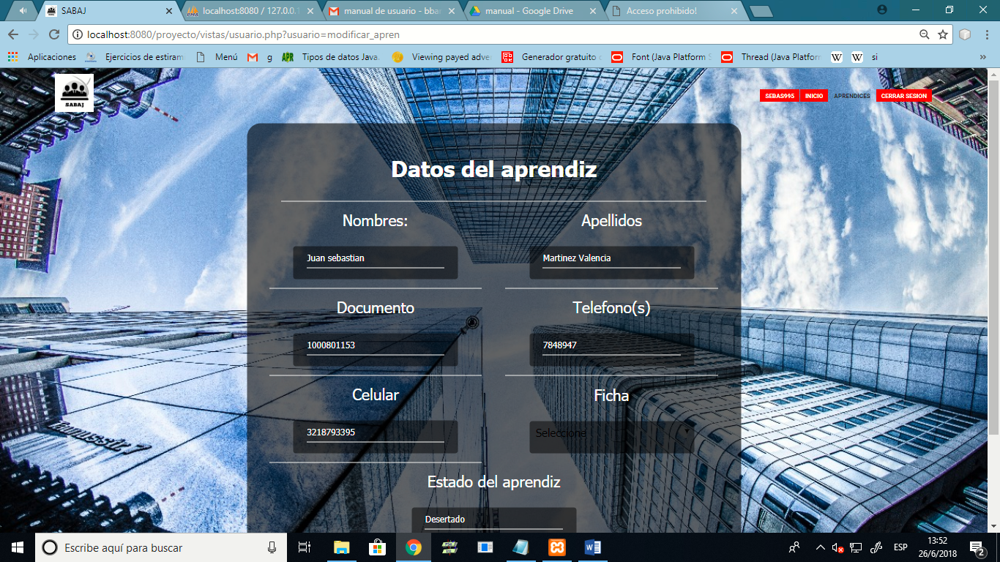 SABAJ
localhost:8080 / 127.0.0.1
manual de usuario - bba
manual - Google Drive
Acceso prohibido!
localhost:8080/proyecto/vistas/usuario.php?usuario=modificar_apren
Aplicaciones
Ejercicios de estirami
Menú
g
Tipos de datos Java
Viewing payed adve
Generador gratuito
Font (Java Platform S
Thread (Java Platfor
si
SABAJ
SEBAS995
INICIO
APRENDICES
CERRAR SESION
Datos del aprendiz
Nombres:
Apellidos
Juan sebastian
Martinez Valencia
Documento
Telefono(s)
1000801153
7848947
Celular
Ficha
3218793395
Seleccione
Estado del aprendiz
Desertado
Escribe aquí para buscar
ESP
13:52
26/6/2018
2